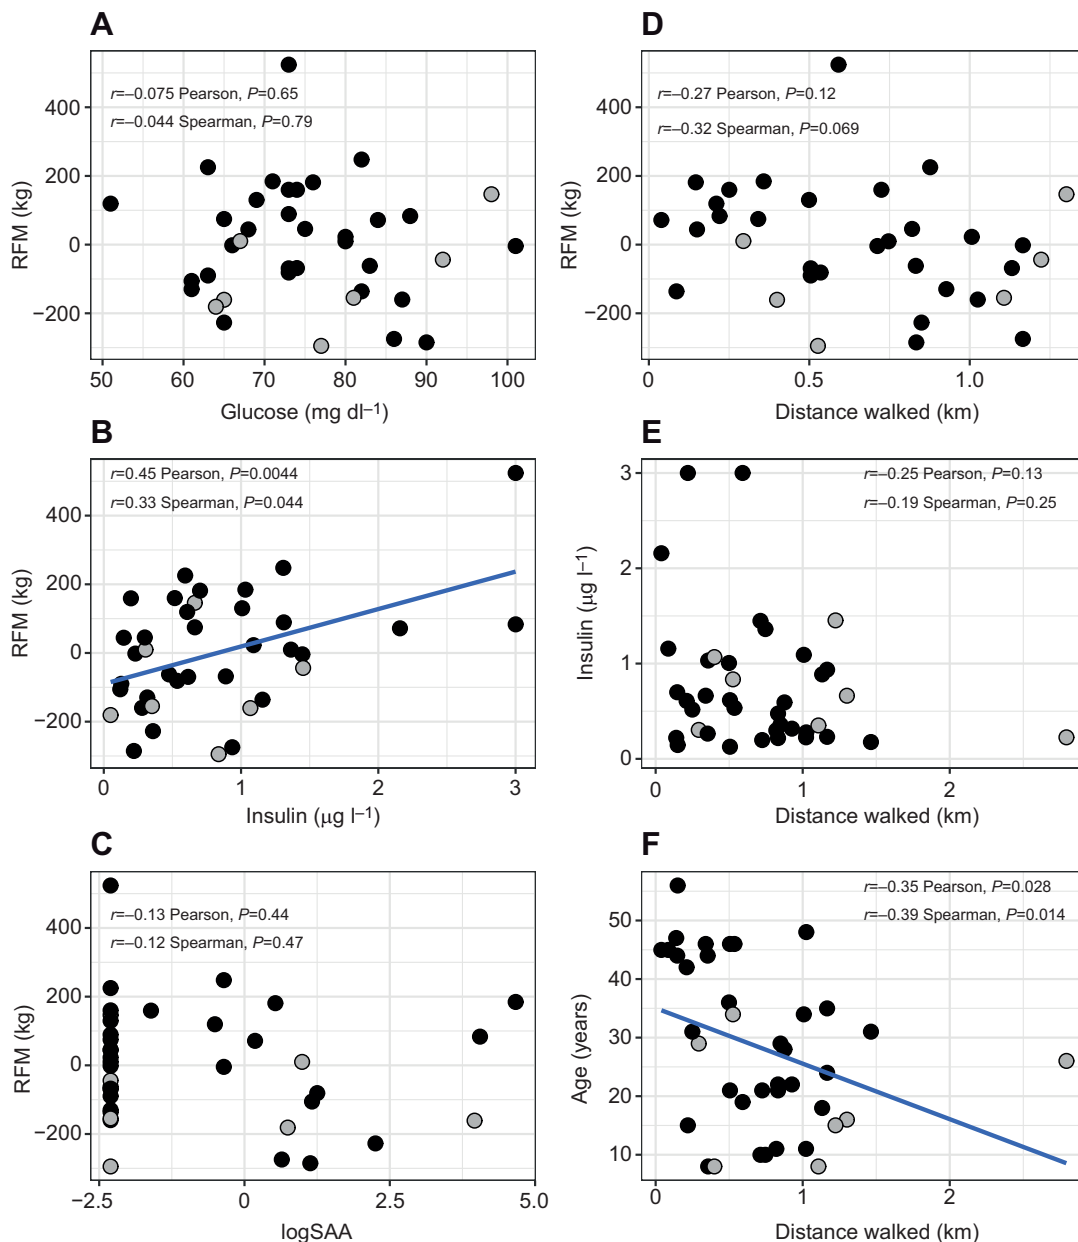 A
r=–0.075 Pearson, P=0.65
r=–0.044 Spearman, P=0.79
RFM (kg)
400
200
0
–200
50 60 70 80 90 100
Glucose (mg dl–1)
D
r=–0.27 Pearson, P=0.12
r=–0.32 Spearman, P=0.069
RFM (kg)
400
200
0
–200
0 0.5 1.0
Distance walked (km)
B
r=0.45 Pearson, P=0.0044
r=0.33 Spearman, P=0.044
RFM (kg)
400
200
0
–200
0 1 2 3
Insulin (μg l–1)
E
r=–0.25 Pearson, P=0.13
r=–0.19 Spearman, P=0.25
Insulin (μg l–1)
3
2
1
0
0 1 2
Distance walked (km)
C
r=–0.13 Pearson, P=0.44
r=–0.12 Spearman, P=0.47
RFM (kg)
400
200
0
–200
–2.5 0 2.5 5.0
logSAA
F
r=–0.35 Pearson, P=0.028
r=–0.39 Spearman, P=0.014
Age (years)
50
40
30
20
10
0 1 2
Distance walked (km)